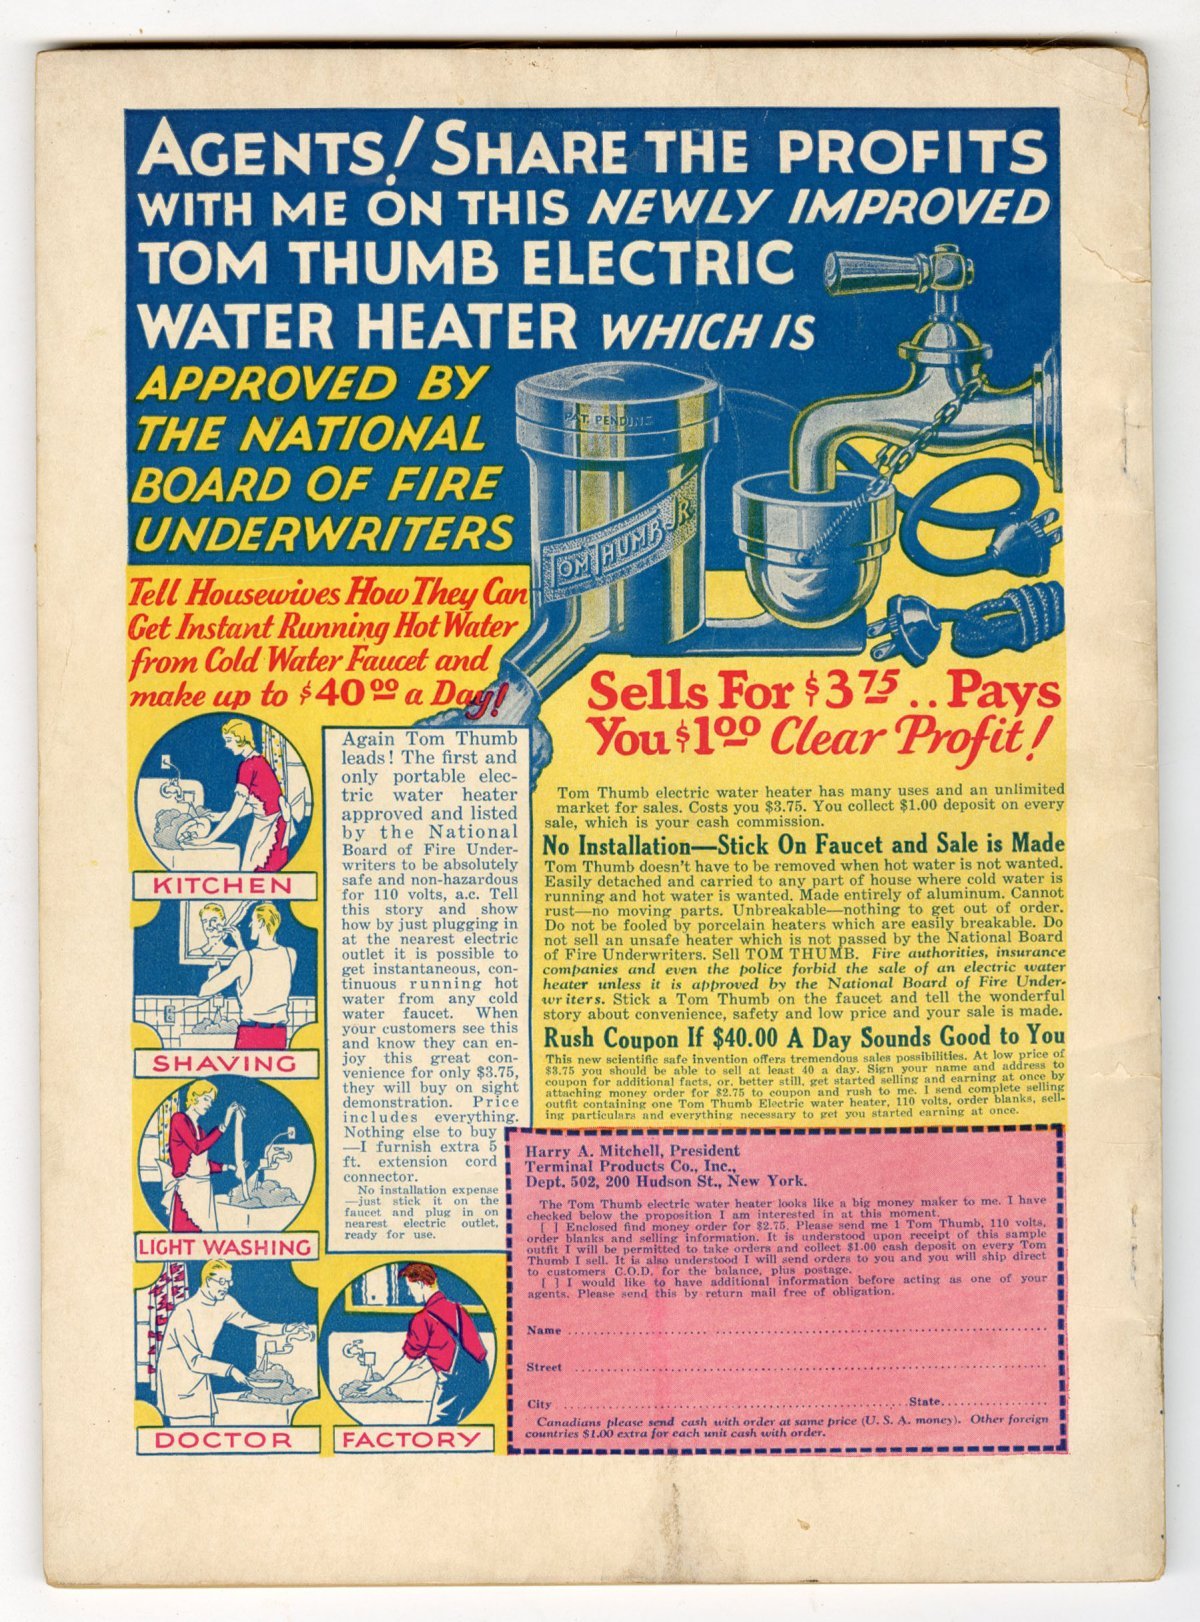 AGENTS! SHARE THE PROFITS
WITH ME ON THIS NEWLY IMPROVED
TOM THUMB ELECTRIC
WATER HEATER WHICH IS
APPROVED BY
THE NATIONAL
BOARD OF FIRE
UNDERWRITERS
PAT. PENDING
TOM THUMB JR.
Tell Housewives How They Can
Get Instant Running Hot Water
from Cold Water Faucet and
make up to $40.00 a Day!
Sells For $3.75 .. Pays
You $1.00 Clear Profit!
KITCHEN
SHAVING
LIGHT WASHING
DOCTOR
FACTORY
Again Tom Thumb
leads! The first and
only portable elec-
tric water heater
approved and listed
by the National
Board of Fire Under-
writers to be absolutely
safe and non-hazardous
for 110 volts, a.c. Tell
this story and show
how by just plugging in
at the nearest electric
outlet it is possible to
get instantaneous, con-
tinuous running hot
water from any cold
water faucet. When
your customers see this
and know they can en-
joy this great con-
venience for only $3.75,
they will buy on sight
demonstration. Price
includes everything.
Nothing else to buy
—I furnish extra 5
ft. extension cord
connector.
No installation expense
—just stick it on the
faucet and plug in on
nearest electric outlet,
ready for use.
Tom Thumb electric water heater has many uses and an unlimited
market for sales. Costs you $3.75. You collect $1.00 deposit on every
sale, which is your cash commission.
No Installation—Stick On Faucet and Sale is Made
Tom Thumb doesn't have to be removed when hot water is not wanted.
Easily detached and carried to any part of house where cold water is
running and hot water is wanted. Made entirely of aluminum. Cannot
rust—no moving parts. Unbreakable—nothing to get out of order.
Do not be fooled by porcelain heaters which are easily breakable. Do
not sell an unsafe heater which is not passed by the National Board
of Fire Underwriters. Sell TOM THUMB. Fire authorities, insurance
companies and even the police forbid the sale of an electric water
heater unless it is approved by the National Board of Fire Under-
writers. Stick a Tom Thumb on the faucet and tell the wonderful
story about convenience, safety and low price and your sale is made.
Rush Coupon If $40.00 A Day Sounds Good to You
This new scientific safe invention offers tremendous sales possibilities. At low price of
$3.75 you should be able to sell at least 40 a day. Sign your name and address to
coupon for additional facts, or, better still, get started selling and earning at once by
attaching money order for $2.75 to coupon and rush to me. I send complete selling
outfit containing one Tom Thumb Electric water heater, 110 volts, order blanks, sell-
ing particulars and everything necessary to get you started earning at once.
Harry A. Mitchell, President
Terminal Products Co., Inc.,
Dept. 502, 200 Hudson St., New York.
The Tom Thumb electric water heater looks like a big money maker to me. I have
checked below the proposition I am interested in at this moment.
[ ] Enclosed find money order for $2.75. Please send me 1 Tom Thumb, 110 volts,
order blanks and selling information. It is understood upon receipt of this sample
outfit I will be permitted to take orders and collect $1.00 cash deposit on every Tom
Thumb I sell. It is also understood I will send orders to you and you will ship direct
to customers C.O.D. for the balance, plus postage.
[ ] I would like to have additional information before acting as one of your
agents. Please send this by return mail free of obligation.
Name
Street
City State
Canadians please send cash with order at same price (U. S. A. money). Other foreign
countries $1.00 extra for each unit cash with order.